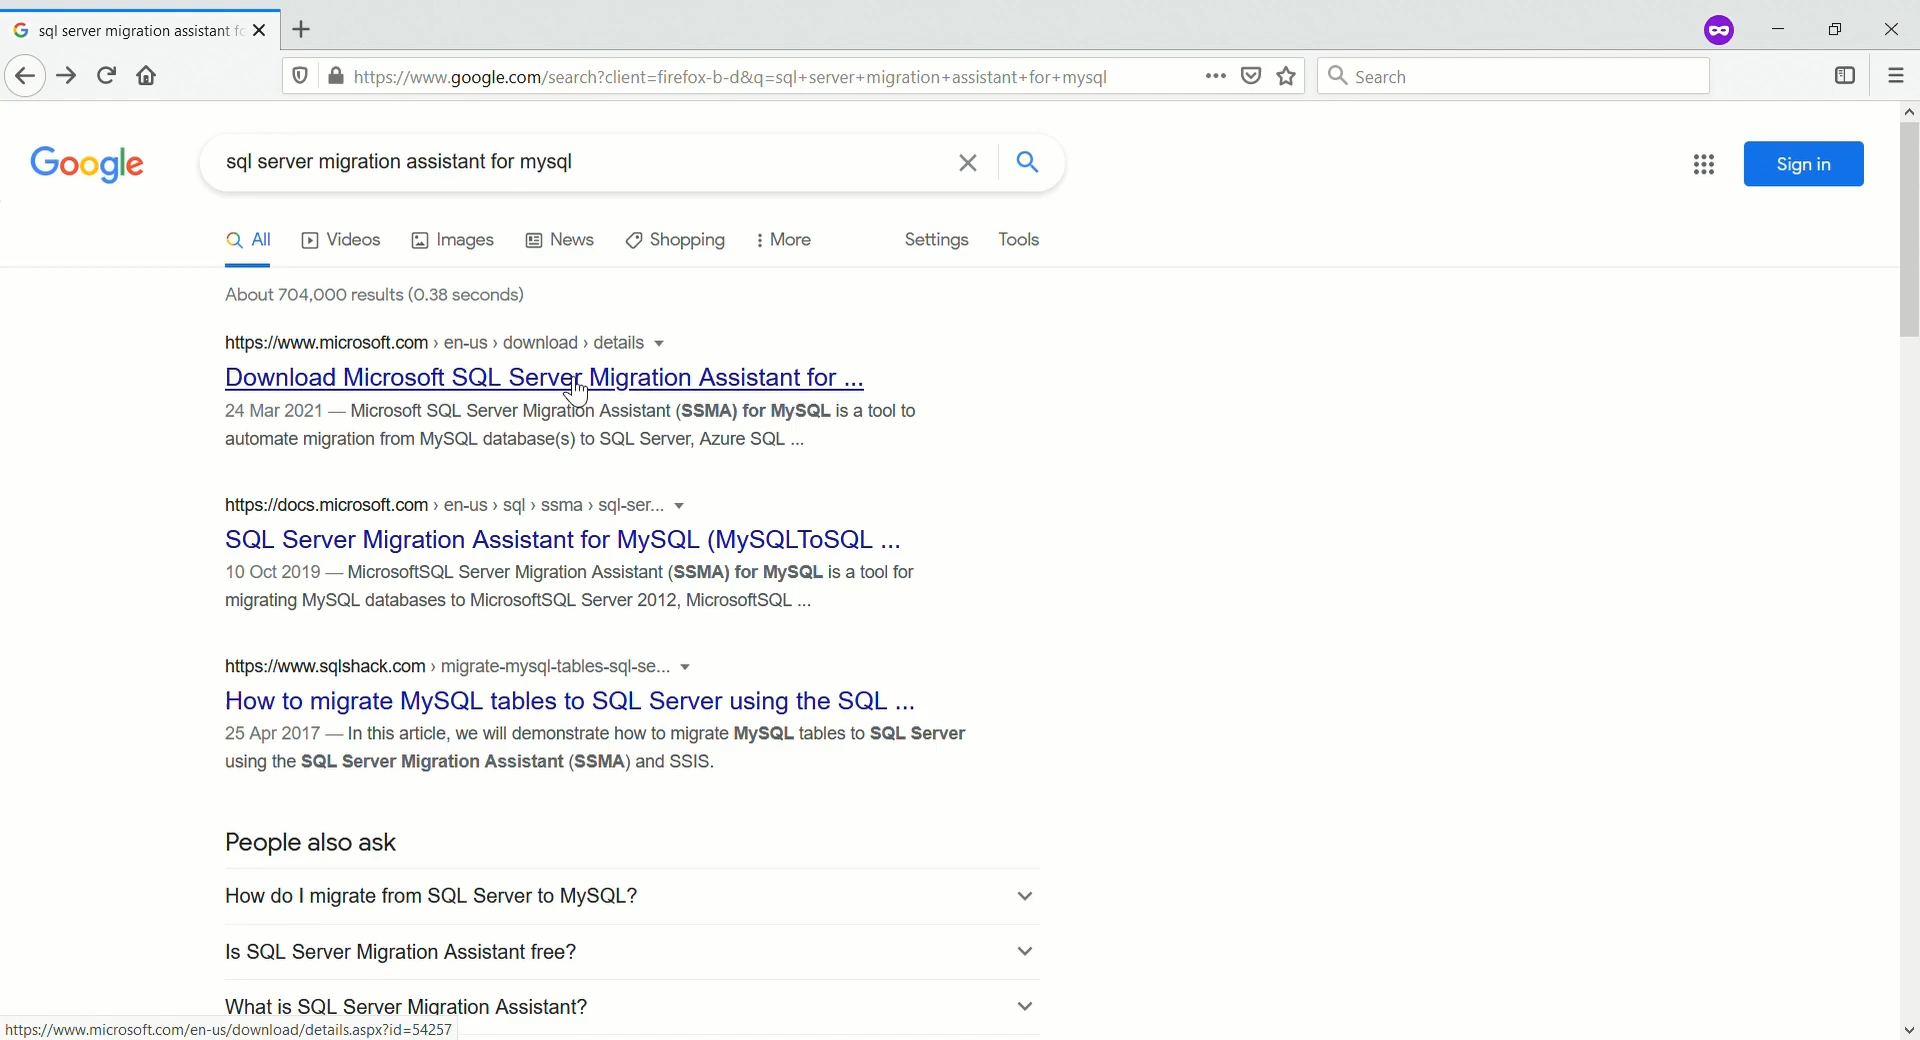 sql server migration assistant fo
https://www.google.com/search?client=firefox-b-d&q=sql+server+migration+assistant+for+mysql
Search
Google
sql server migration assistant for mysql
Sign in
All
Videos
Images
News
Shopping
More
Settings
Tools
About 704,000 results (0.38 seconds)
https://www.microsoft.com › en-us › download › details
Download Microsoft SQL Server Migration Assistant for ...
24 Mar 2021 — Microsoft SQL Server Migration Assistant (SSMA) for MySQL is a tool to
automate migration from MySQL database(s) to SQL Server, Azure SQL ...
https://docs.microsoft.com › en-us › sql › ssma › sql-ser...
SQL Server Migration Assistant for MySQL (MySQLToSQL ...
10 Oct 2019 — MicrosoftSQL Server Migration Assistant (SSMA) for MySQL is a tool for
migrating MySQL databases to MicrosoftSQL Server 2012, MicrosoftSQL ...
https://www.sqlshack.com › migrate-mysql-tables-sql-se...
How to migrate MySQL tables to SQL Server using the SQL ...
25 Apr 2017 — In this article, we will demonstrate how to migrate MySQL tables to SQL Server
using the SQL Server Migration Assistant (SSMA) and SSIS.
People also ask
How do I migrate from SQL Server to MySQL?
Is SQL Server Migration Assistant free?
What is SQL Server Migration Assistant?
https://www.microsoft.com/en-us/download/details.aspx?id=54257